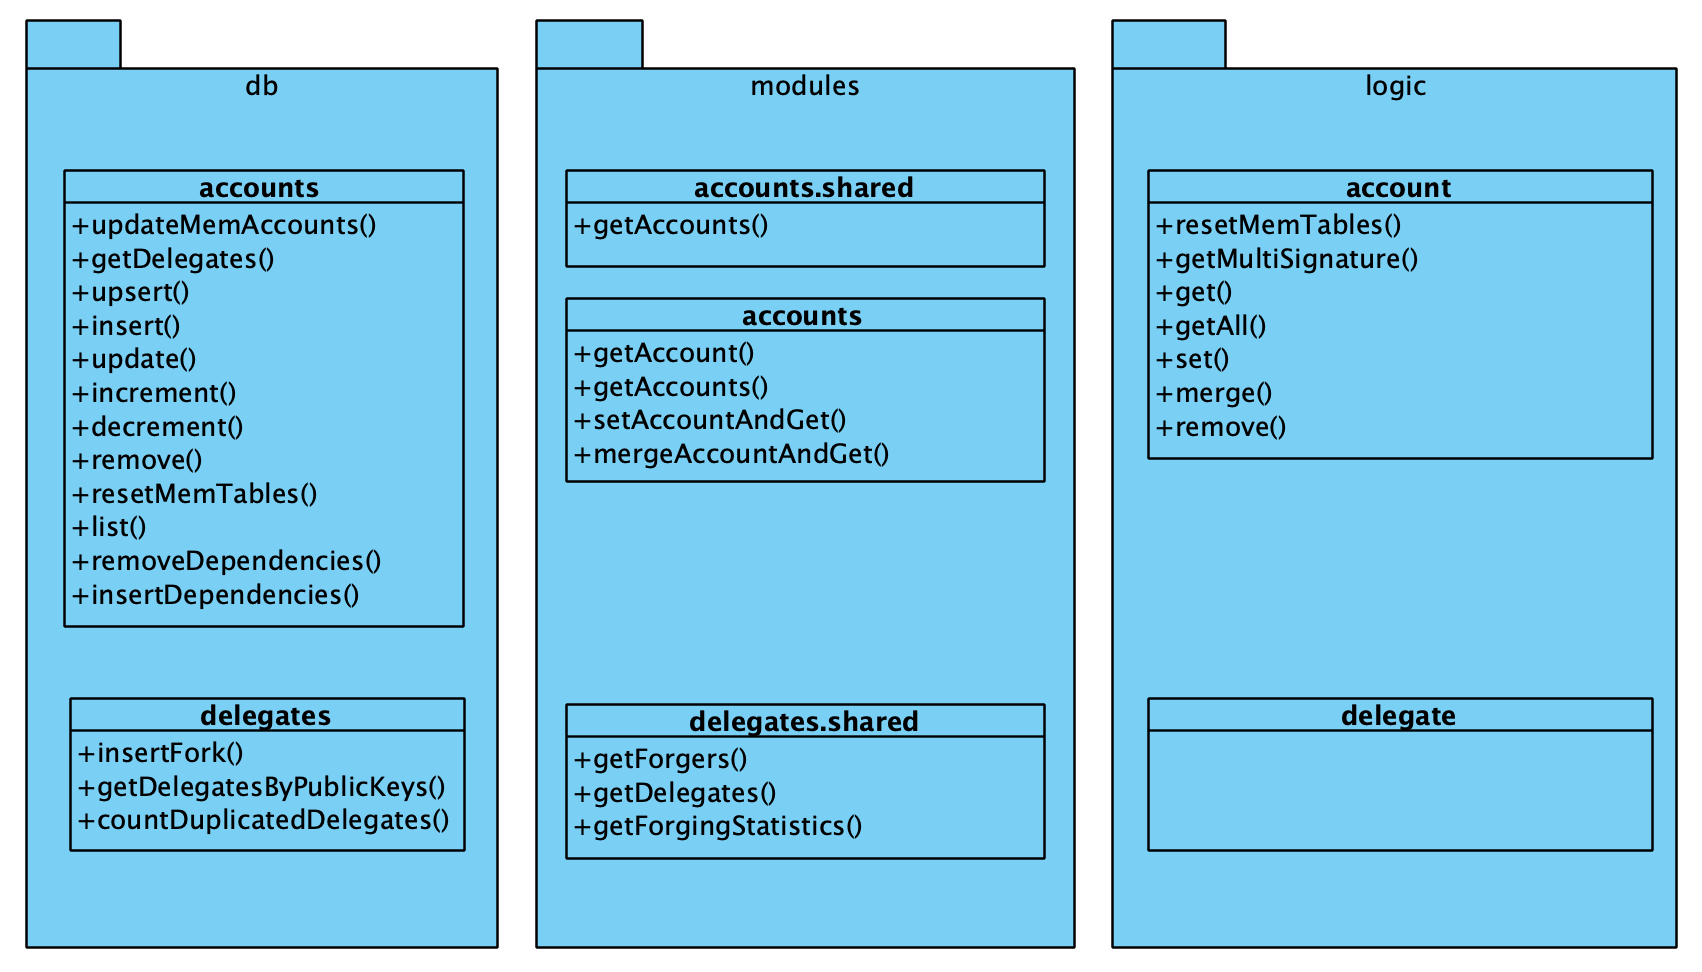 db
accounts
+updateMemAccounts()
+getDelegates()
+upsert()
+insert()
+update()
+increment()
+decrement()
+remove()
+resetMemTables()
+list()
+removeDependencies()
+insertDependencies()
delegates
+insertFork()
+getDelegatesByPublicKeys()
+countDuplicatedDelegates()
modules
accounts.shared
+getAccounts()
accounts
+getAccount()
+getAccounts()
+setAccountAndGet()
+mergeAccountAndGet()
delegates.shared
+getForgers()
+getDelegates()
+getForgingStatistics()
logic
account
+resetMemTables()
+getMultiSignature()
+get()
+getAll()
+set()
+merge()
+remove()
delegate